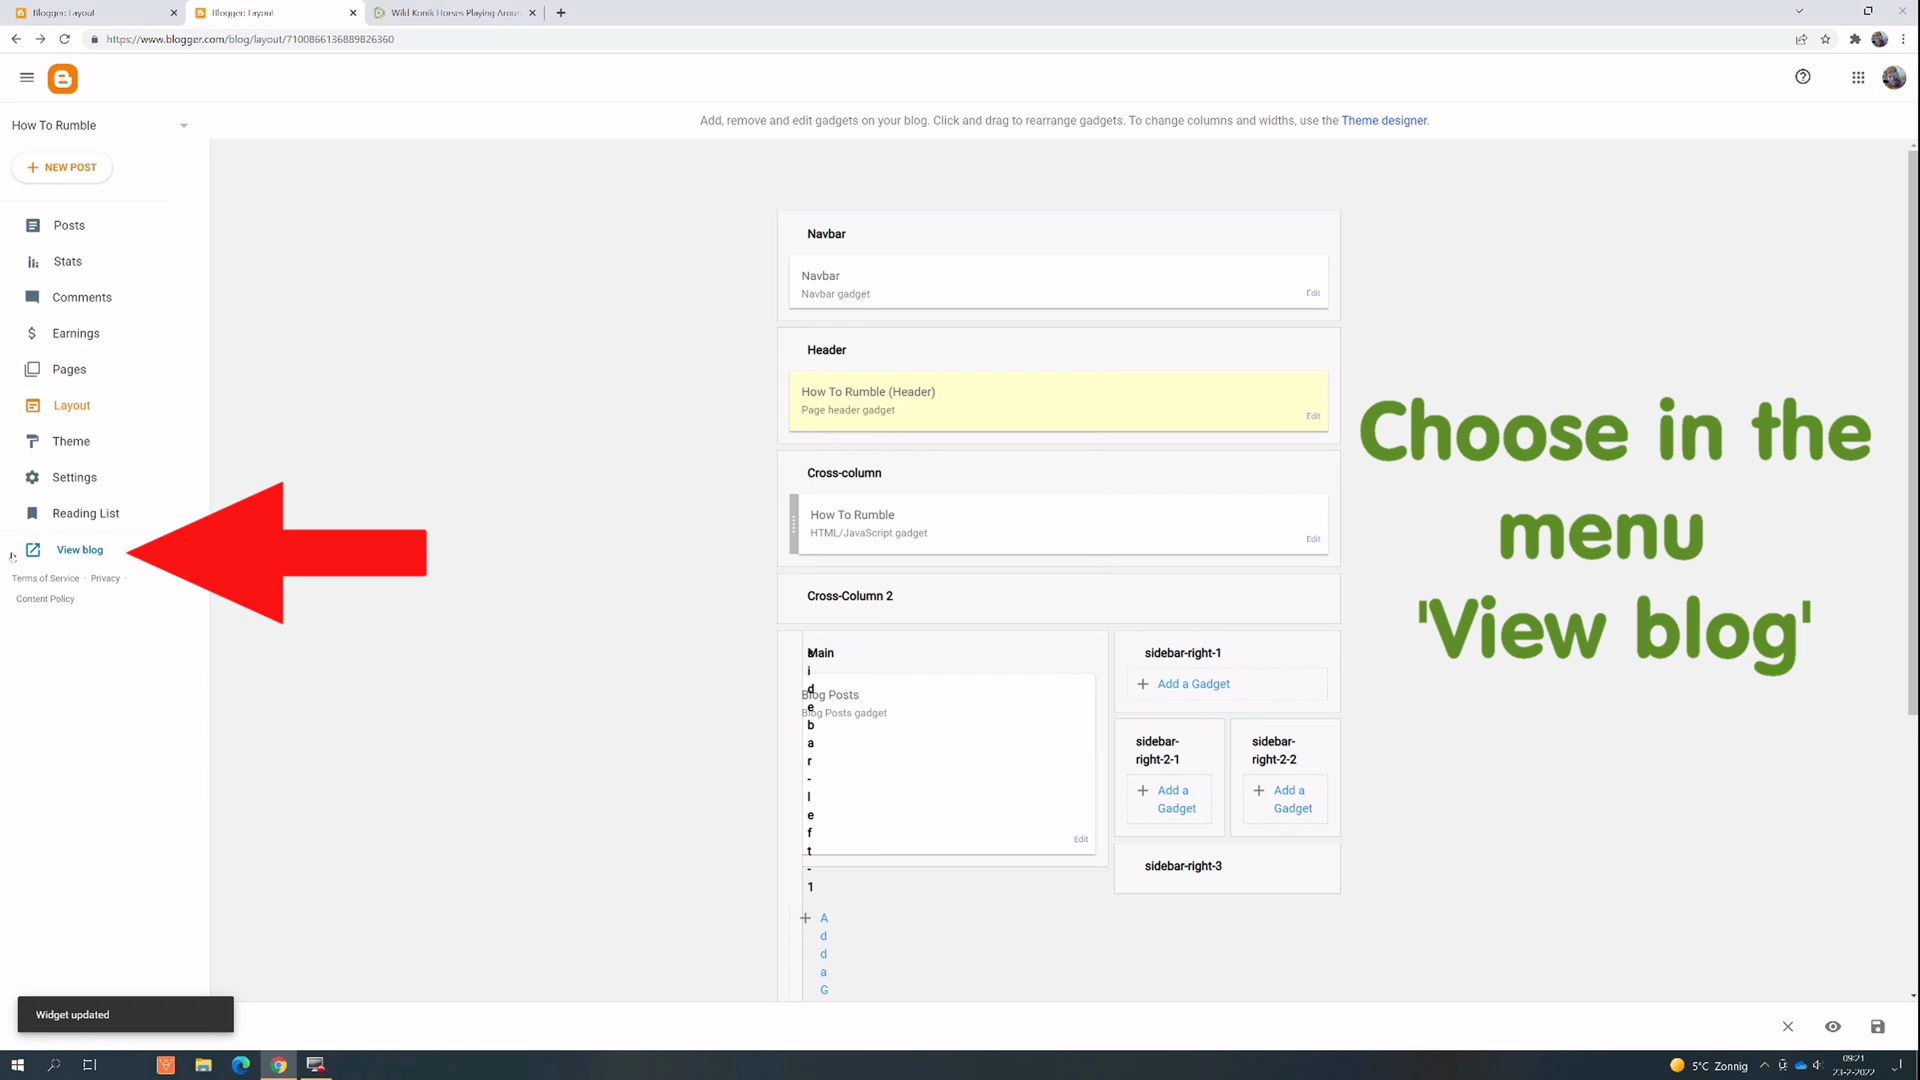 Blogger: Layout
Blogger: Layout
Wild Konik Horses Playing Aroun
https://www.blogger.com/blog/layout/7100866136889826360
How To Rumble
Add, remove and edit gadgets on your blog. Click and drag to rearrange gadgets. To change columns and widths, use the Theme designer.
NEW POST
Posts
Stats
Comments
Earnings
Pages
Layout
Theme
Settings
Reading List
View blog
Terms of Service · Privacy ·
Content Policy
Navbar
Navbar
Navbar gadget
Edit
Header
How To Rumble (Header)
Page header gadget
Edit
Cross-column
How To Rumble
HTML/JavaScript gadget
Edit
Cross-Column 2
Main
Blog Posts
Blog Posts gadget
Edit
s
i
d
e
b
a
r
-
l
e
f
t
-
1
A
d
d
a
G
sidebar-right-1
Add a Gadget
sidebar-
right-2-1
Add a
Gadget
sidebar-
right-2-2
Add a
Gadget
sidebar-right-3
Choose in the
menu
'View blog'
Widget updated
5°C Zonnig
09:21
23-2-2022